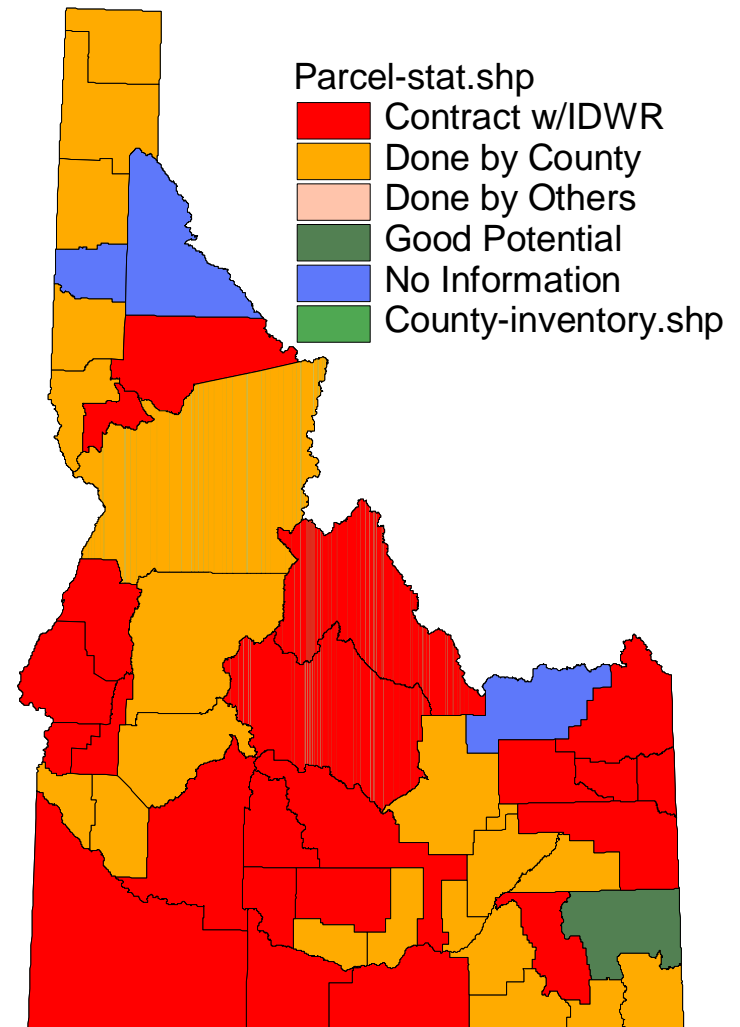 Parcel-stat.shp
Contract w/IDWR
Done by County
Done by Others
Good Potential
No Information
County-inventory.shp